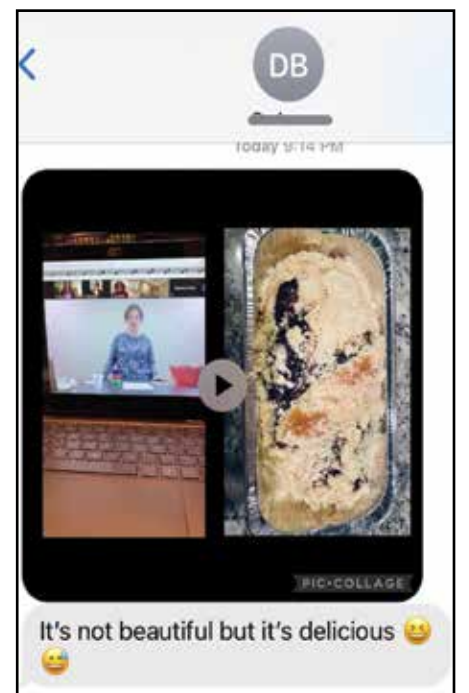 DB
Today 9:14 PM
PIC•COLLAGE
It's not beautiful but it's delicious 😆
😅